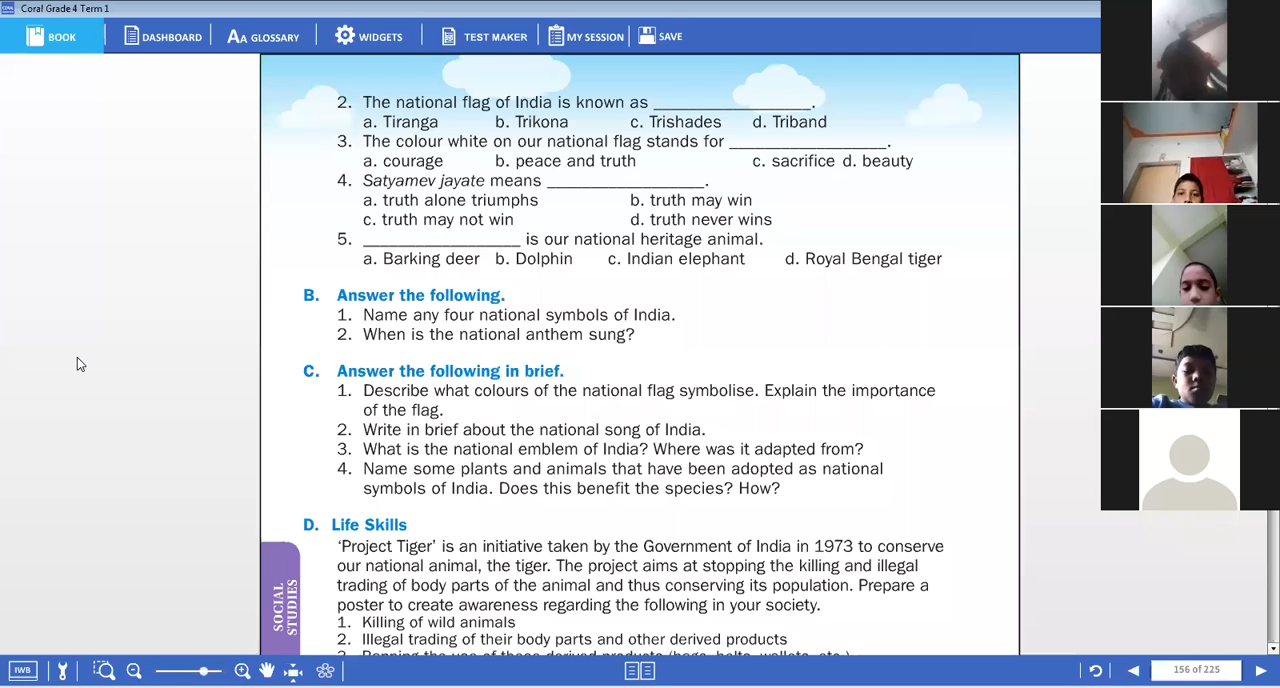 Coral Grade 4 Term 1
BOOK DASHBOARD AA GLOSSARY WIDGETS TEST MAKER MY SESSION SAVE
2. The national flag of India is known as __________________.
a. Tiranga b. Trikona c. Trishades d. Triband
3. The colour white on our national flag stands for __________________.
a. courage b. peace and truth c. sacrifice d. beauty
4. Satyamev jayate means __________________.
a. truth alone triumphs b. truth may win
c. truth may not win d. truth never wins
5. __________________ is our national heritage animal.
a. Barking deer b. Dolphin c. Indian elephant d. Royal Bengal tiger
B. Answer the following.
1. Name any four national symbols of India.
2. When is the national anthem sung?
C. Answer the following in brief.
1. Describe what colours of the national flag symbolise. Explain the importance
of the flag.
2. Write in brief about the national song of India.
3. What is the national emblem of India? Where was it adapted from?
4. Name some plants and animals that have been adopted as national
symbols of India. Does this benefit the species? How?
D. Life Skills
'Project Tiger' is an initiative taken by the Government of India in 1973 to conserve
our national animal, the tiger. The project aims at stopping the killing and illegal
trading of body parts of the animal and thus conserving its population. Prepare a
poster to create awareness regarding the following in your society.
1. Killing of wild animals
2. Illegal trading of their body parts and other derived products
SOCIAL
STUDIES
IWB 156 of 225